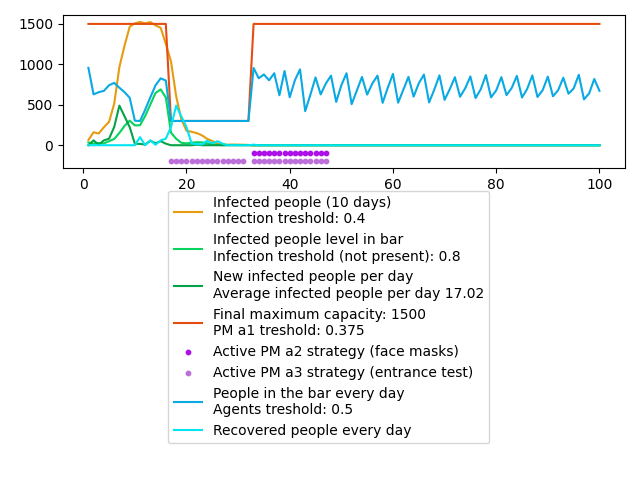 1500
1000
500
0
0 20 40 60 80 100
Infected people (10 days)
Infection treshold: 0.4
Infected people level in bar
Infection treshold (not present): 0.8
New infected people per day
Average infected people per day 17.02
Final maximum capacity: 1500
PM a1 treshold: 0.375
Active PM a2 strategy (face masks)
Active PM a3 strategy (entrance test)
People in the bar every day
Agents treshold: 0.5
Recovered people every day